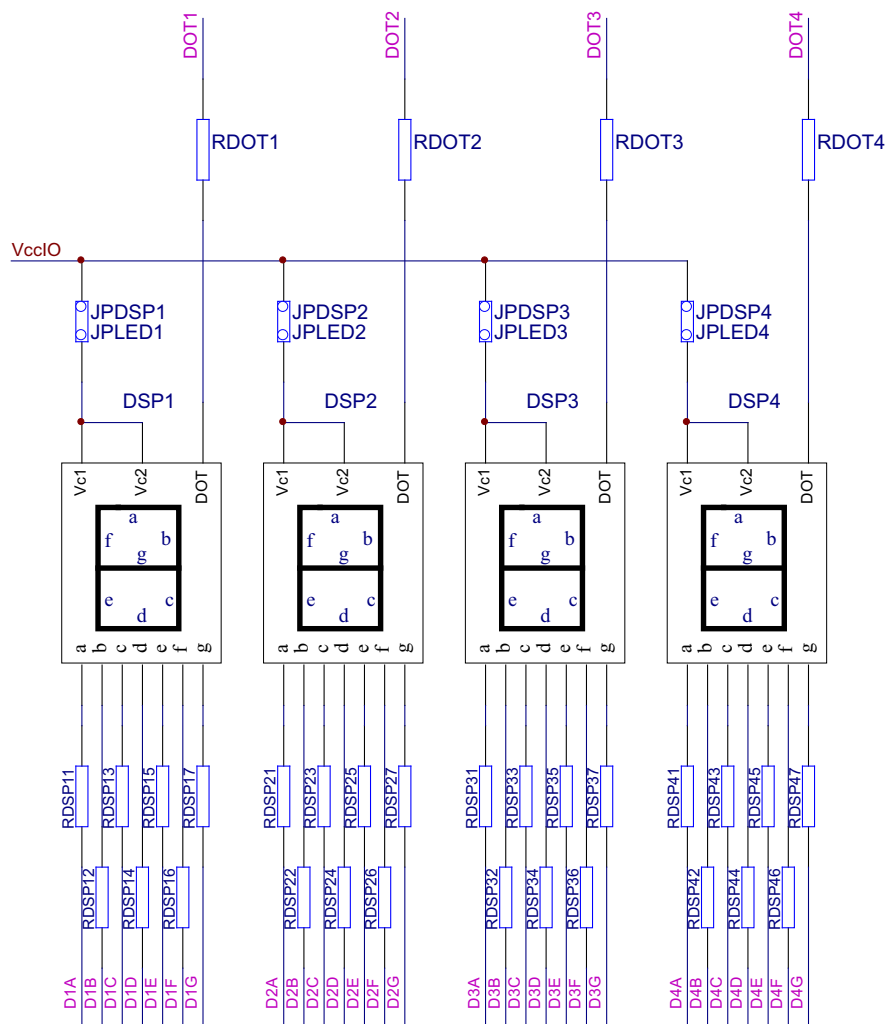 DOT1 DOT2 DOT3 DOT4
RDOT1 RDOT2 RDOT3 RDOT4
VccIO
JPDSP1 JPDSP2 JPDSP3 JPDSP4
JPLED1 JPLED2 JPLED3 JPLED4
DSP1 DSP2 DSP3 DSP4
Vc1 Vc2 DOT Vc1 Vc2 DOT Vc1 Vc2 DOT Vc1 Vc2 DOT
a a a a
f b f b f b f b
g g g g
e c e c e c e c
d d d d
a b c d e f g a b c d e f g a b c d e f g a b c d e f g
RDSP11 RDSP13 RDSP15 RDSP17 RDSP21 RDSP23 RDSP25 RDSP27 RDSP31 RDSP33 RDSP35 RDSP37 RDSP41 RDSP43 RDSP45 RDSP47
RDSP12 RDSP14 RDSP16 RDSP22 RDSP24 RDSP26 RDSP32 RDSP34 RDSP36 RDSP42 RDSP44 RDSP46
D1A D1B D1C D1D D1E D1F D1G D2A D2B D2C D2D D2E D2F D2G D3A D3B D3C D3D D3E D3F D3G D4A D4B D4C D4D D4E D4F D4G